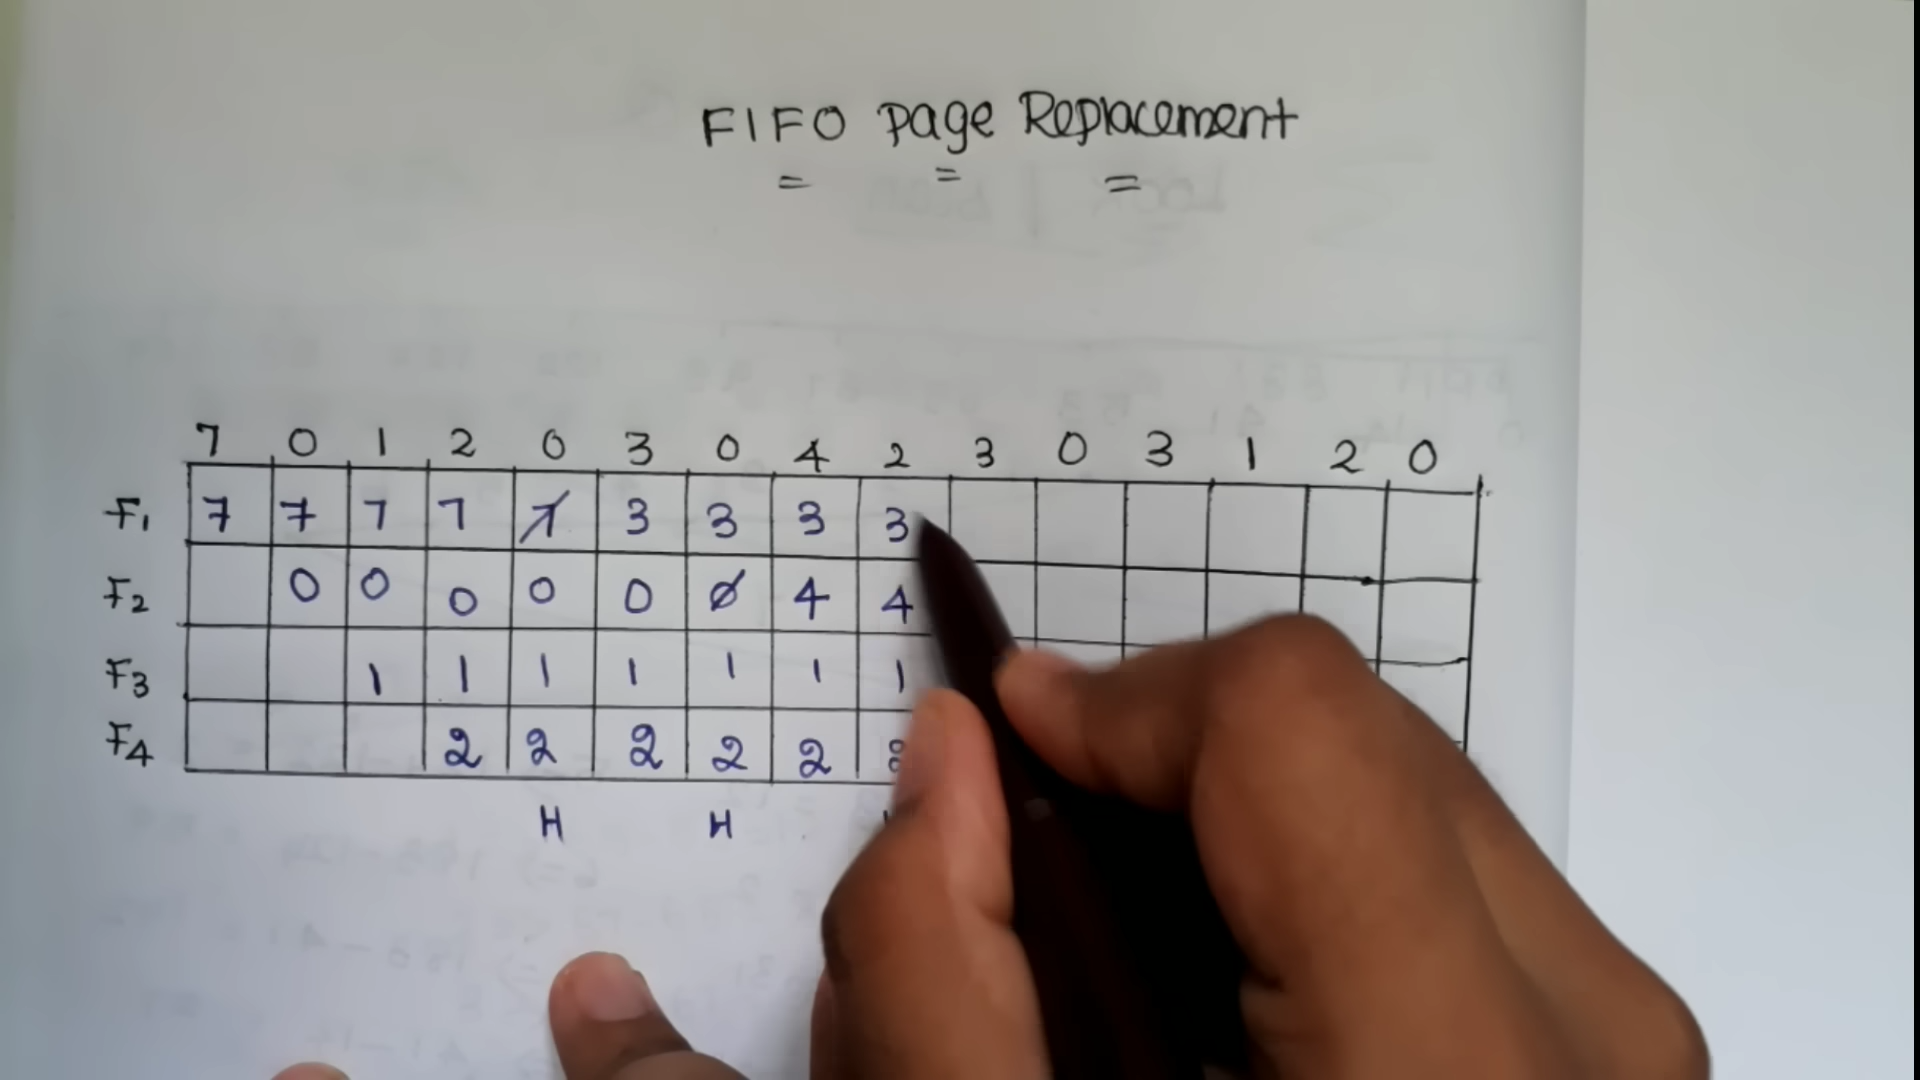 FIFO Page Replacement
= = =
7 0 1 2 0 3 0 4 2 3 0 3 1 2 0
F1 7 7 7 7 7 3 3 3 3
F2 0 0 0 0 0 0 4 4
F3 1 1 1 1 1 1 1
F4 2 2 2 2 2 2
H H